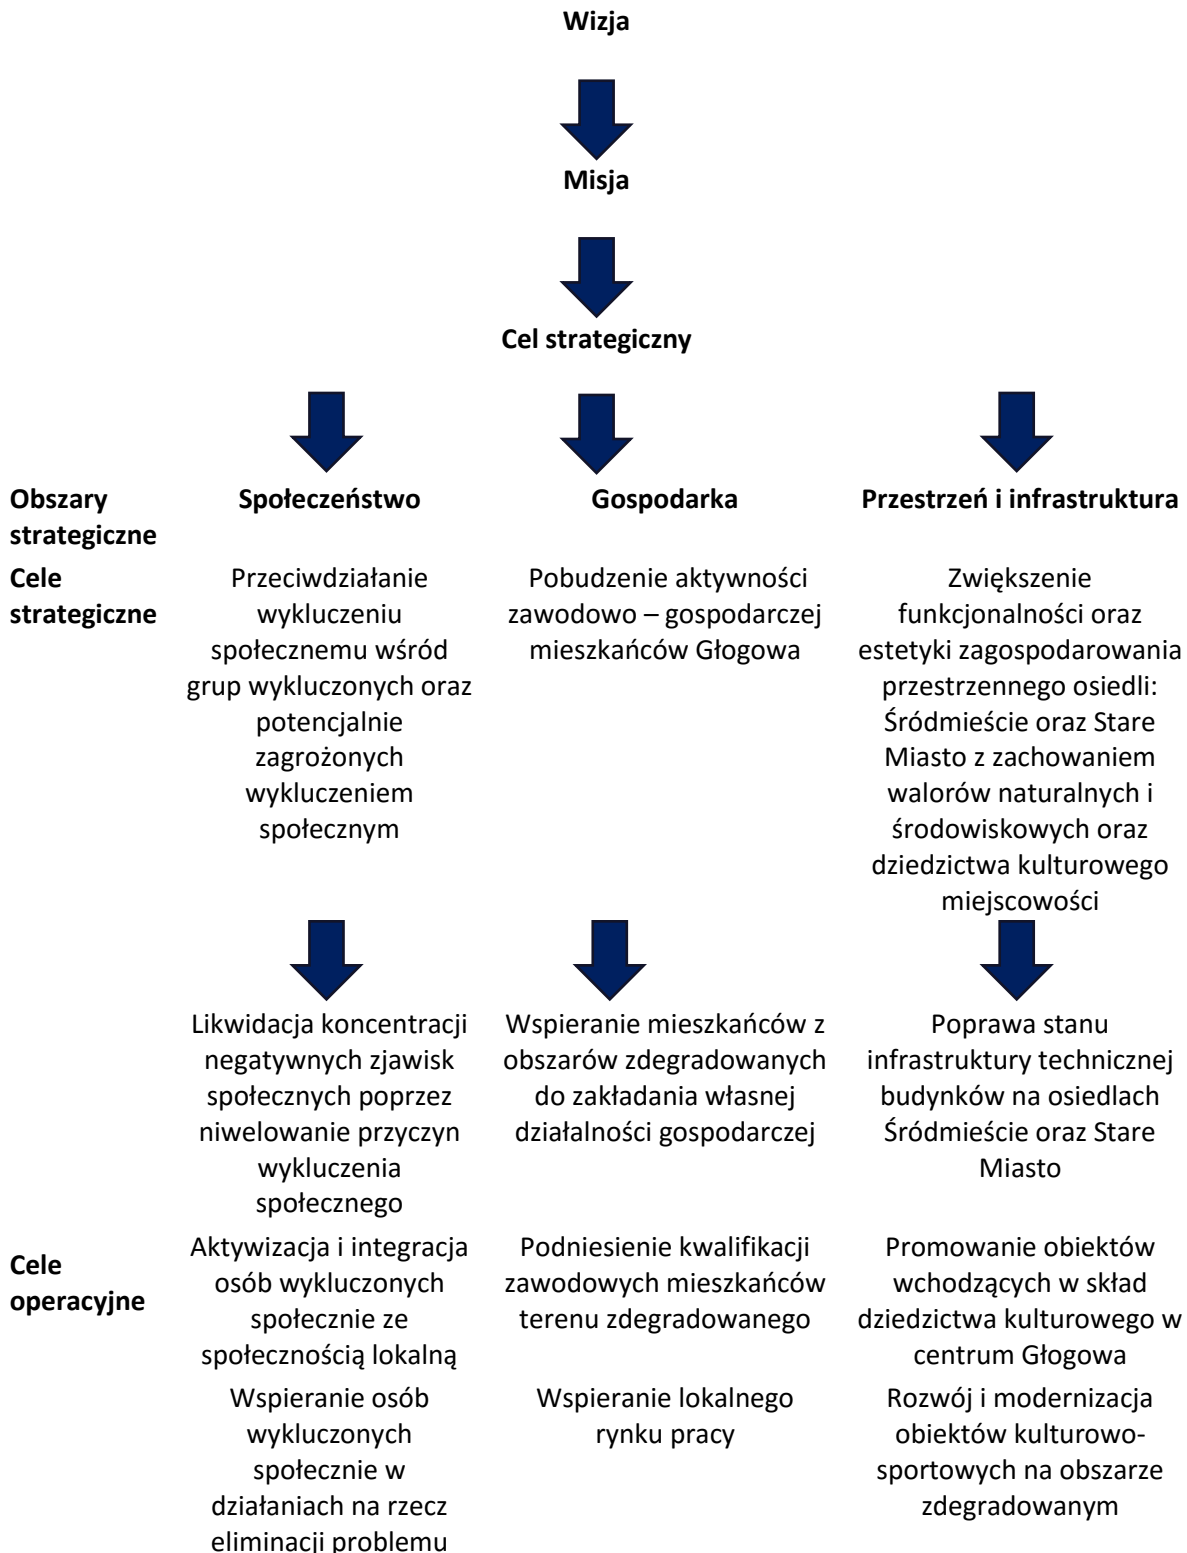 Wizja
Misja
Cel strategiczny
Obszary
strategiczne
Społeczeństwo
Gospodarka
Przestrzeń i infrastruktura
Cele
strategiczne
Przeciwdziałanie
wykluczeniu
społecznemu wśród
grup wykluczonych oraz
potencjalnie
zagrożonych
wykluczeniem
społecznym
Pobudzenie aktywności
zawodowo – gospodarczej
mieszkańców Głogowa
Zwiększenie
funkcjonalności oraz
estetyki zagospodarowania
przestrzennego osiedli:
Śródmieście oraz Stare
Miasto z zachowaniem
walorów naturalnych i
środowiskowych oraz
dziedzictwa kulturowego
miejscowości
Cele
operacyjne
Likwidacja koncentracji
negatywnych zjawisk
społecznych poprzez
niwelowanie przyczyn
wykluczenia
społecznego
Wspieranie mieszkańców z
obszarów zdegradowanych
do zakładania własnej
działalności gospodarczej
Poprawa stanu
infrastruktury technicznej
budynków na osiedlach
Śródmieście oraz Stare
Miasto
Aktywizacja i integracja
osób wykluczonych
społecznie ze
społecznością lokalną
Podniesienie kwalifikacji
zawodowych mieszkańców
terenu zdegradowanego
Promowanie obiektów
wchodzących w skład
dziedzictwa kulturowego w
centrum Głogowa
Wspieranie osób
wykluczonych
społecznie w
działaniach na rzecz
eliminacji problemu
Wspieranie lokalnego
rynku pracy
Rozwój i modernizacja
obiektów kulturowo-
sportowych na obszarze
zdegradowanym